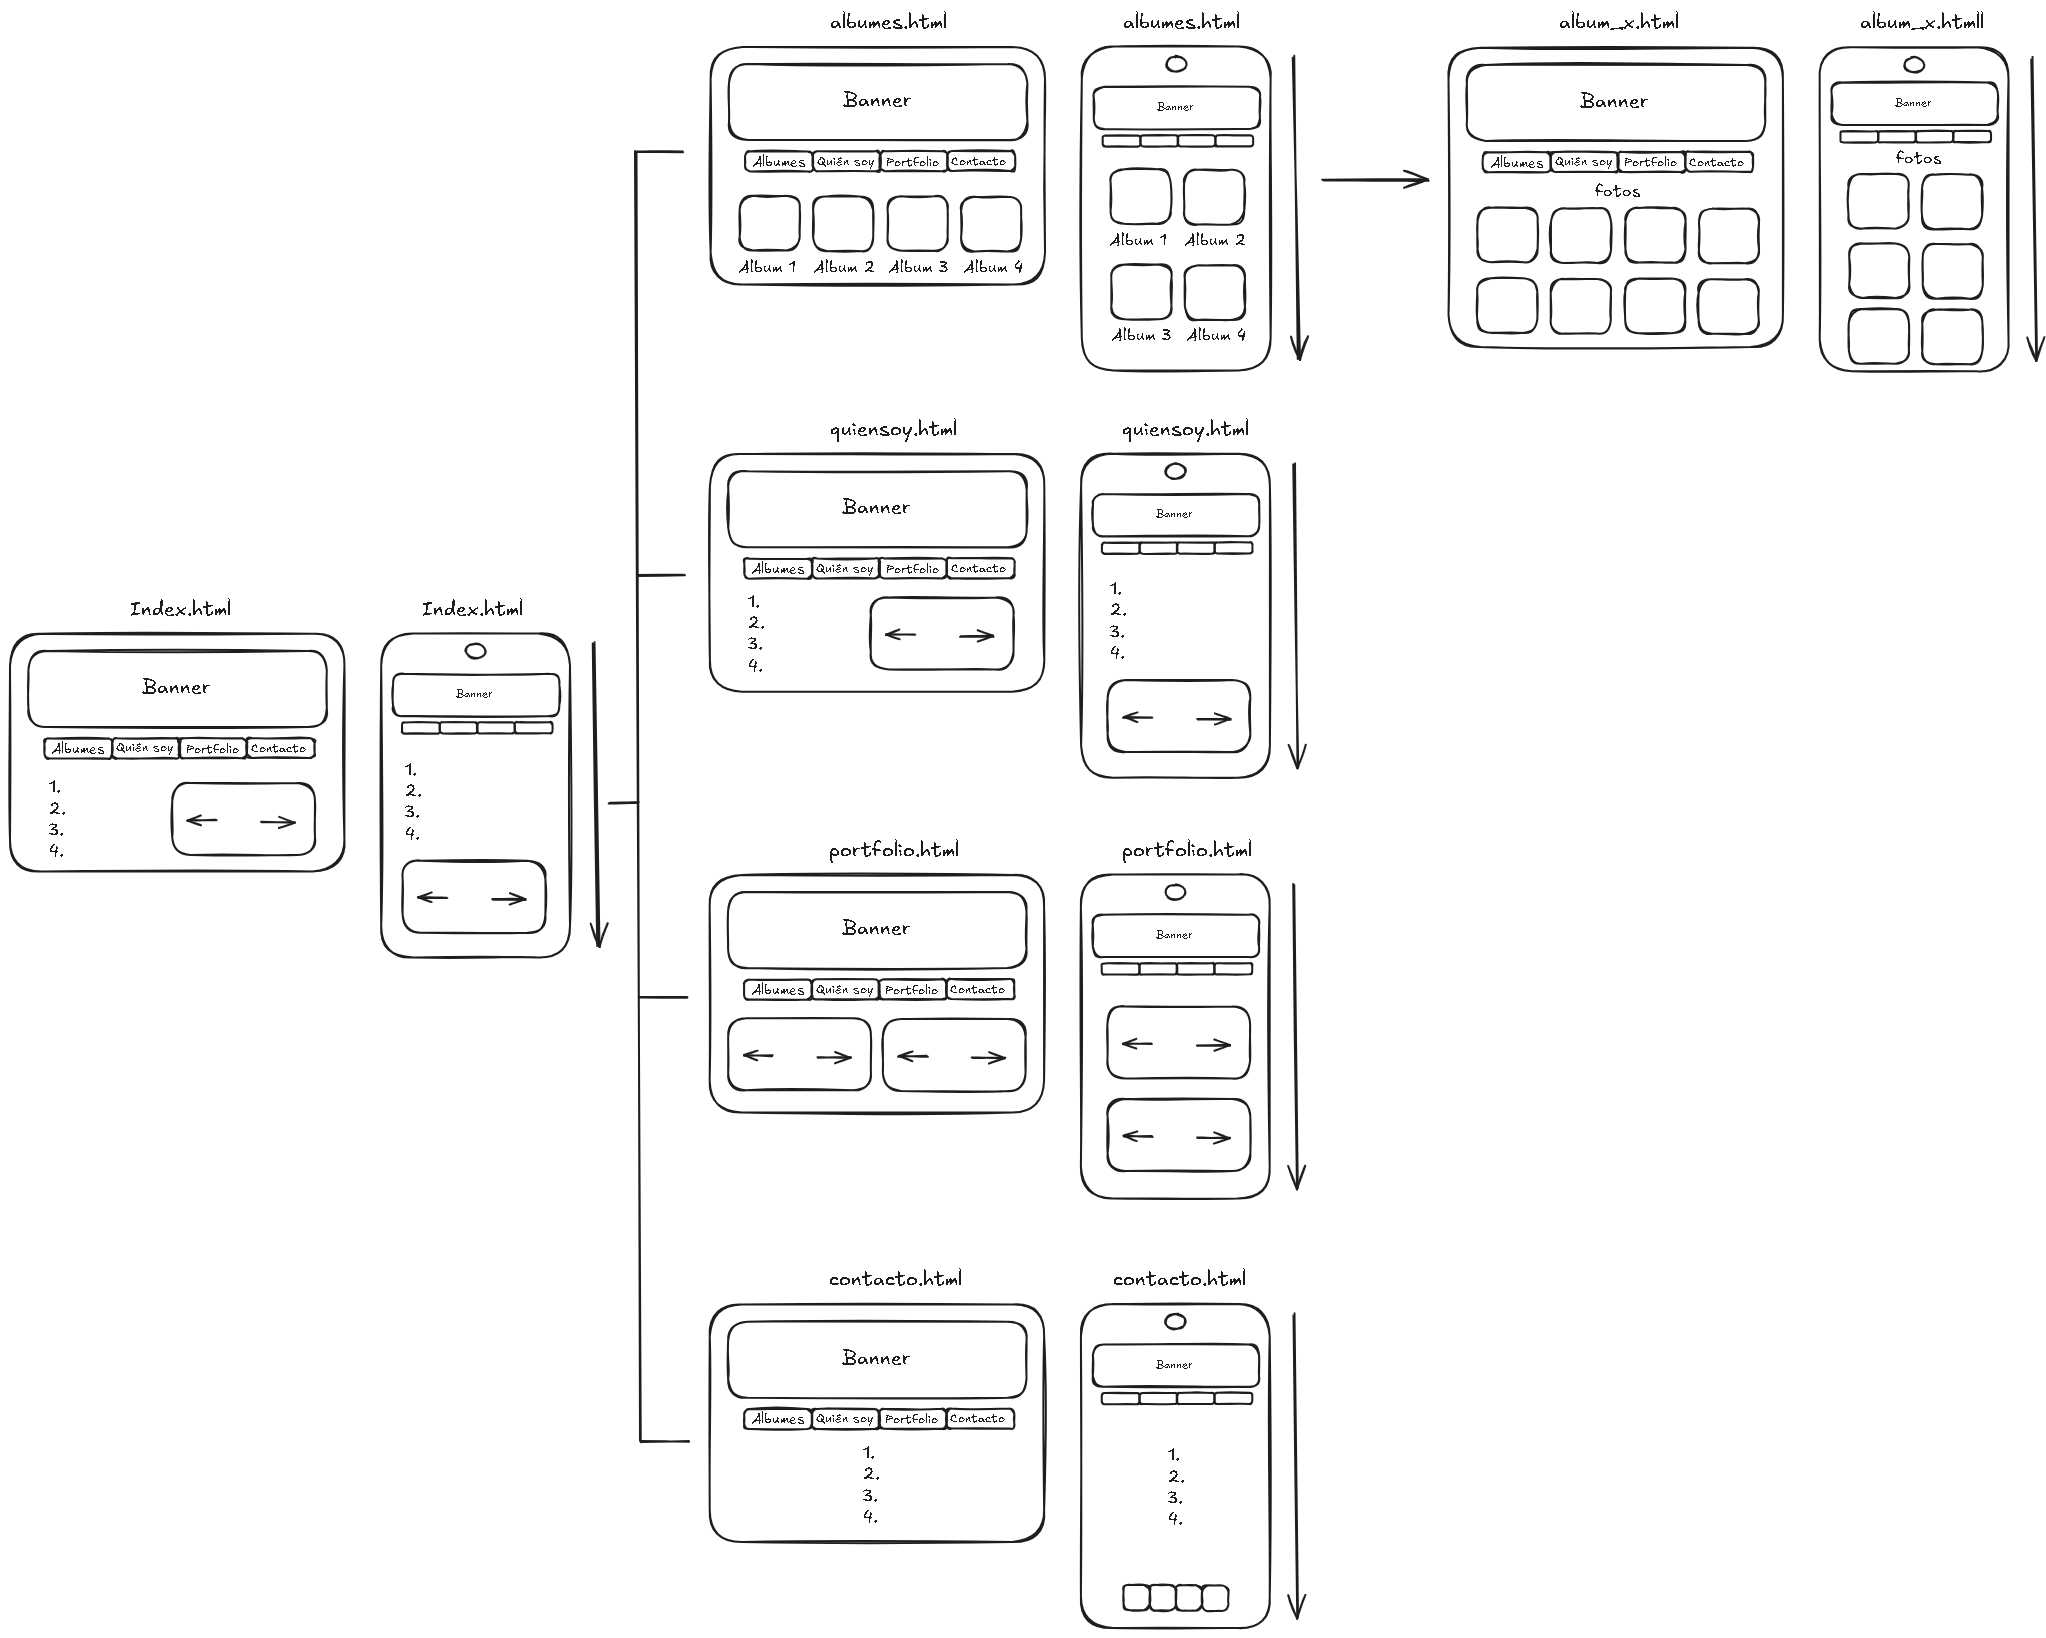 albumes.html
Banner
Albumes Quién soy Portfolio Contacto
Album 1 Album 2 Album 3 Album 4
albumes.html
Banner
Album 1 Album 2
Album 3 Album 4
album_x.html
Banner
Albumes Quién soy Portfolio Contacto
fotos
album_x.htmll
Banner
fotos
quiensoy.html
Banner
Albumes Quién soy Portfolio Contacto
1.
2.
3.
4.
quiensoy.html
Banner
1.
2.
3.
4.
Index.html
Banner
Albumes Quién soy Portfolio Contacto
1.
2.
3.
4.
Index.html
Banner
1.
2.
3.
4.
portfolio.html
Banner
Albumes Quién soy Portfolio Contacto
portfolio.html
Banner
contacto.html
Banner
Albumes Quién soy Portfolio Contacto
1.
2.
3.
4.
contacto.html
Banner
1.
2.
3.
4.